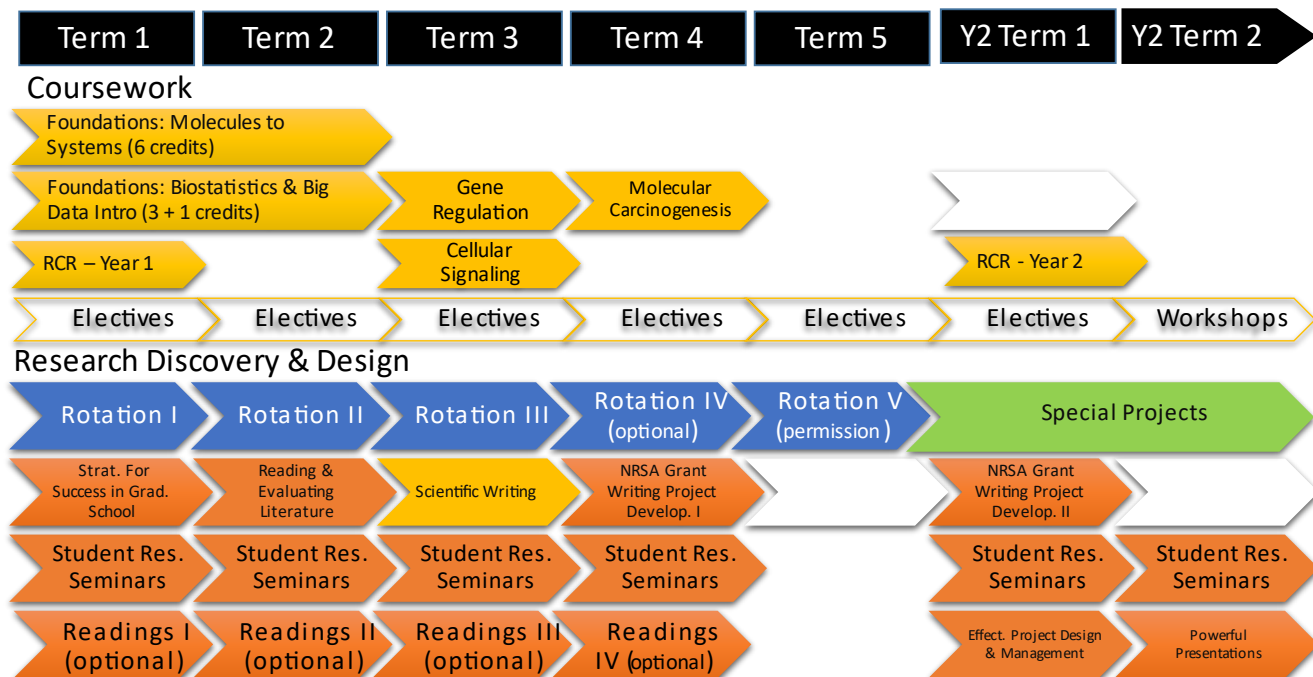 Term 1
Term 2
Term 3
Term 4
Term 5
Y2 Term 1
Y2 Term 2
Coursework
Foundations: Molecules to
Systems (6 credits)
Foundations: Biostatistics & Big
Data Intro (3 + 1 credits)
Gene
Regulation
Molecular
Carcinogenesis
RCR – Year 1
Cellular
Signaling
RCR - Year 2
Electives
Electives
Electives
Electives
Electives
Electives
Workshops
Research Discovery & Design
Rotation I
Rotation II
Rotation III
Rotation IV
(optional)
Rotation V
(permission)
Special Projects
Strat. For
Success in Grad.
School
Reading &
Evaluating
Literature
Scientific Writing
NRSA Grant
Writing Project
Develop. I
NRSA Grant
Writing Project
Develop. II
Student Res.
Seminars
Student Res.
Seminars
Student Res.
Seminars
Student Res.
Seminars
Student Res.
Seminars
Student Res.
Seminars
Readings I
(optional)
Readings II
(optional)
Readings III
(optional)
Readings
IV (optional)
Effect. Project Design
& Management
Powerful
Presentations